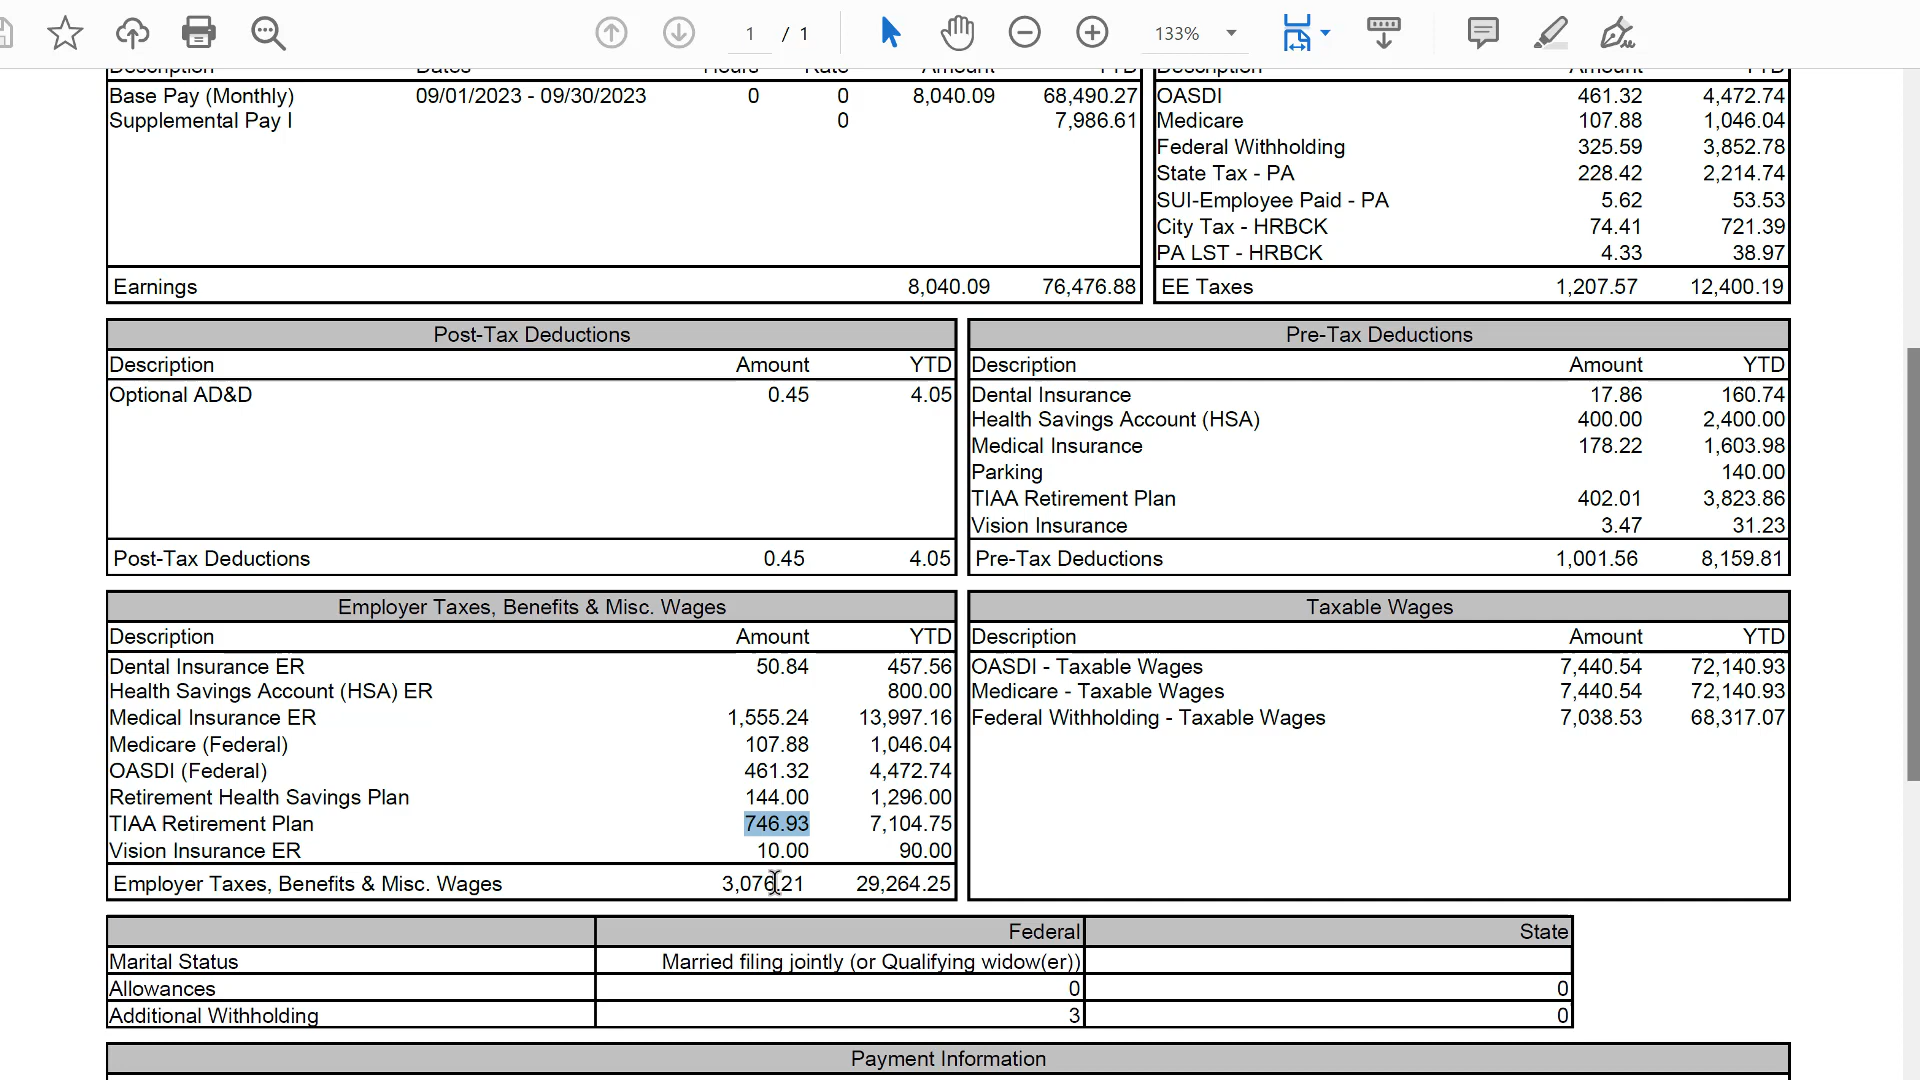 1 / 1 133%
Description Dates Hours Rate Amount YTD
Base Pay (Monthly) 09/01/2023 - 09/30/2023 0 0 8,040.09 68,490.27
Supplemental Pay I 0 7,986.61
Earnings 8,040.09 76,476.88
Description Amount YTD
OASDI 461.32 4,472.74
Medicare 107.88 1,046.04
Federal Withholding 325.59 3,852.78
State Tax - PA 228.42 2,214.74
SUI-Employee Paid - PA 5.62 53.53
City Tax - HRBCK 74.41 721.39
PA LST - HRBCK 4.33 38.97
EE Taxes 1,207.57 12,400.19
Post-Tax Deductions
Description Amount YTD
Optional AD&D 0.45 4.05
Post-Tax Deductions 0.45 4.05
Pre-Tax Deductions
Description Amount YTD
Dental Insurance 17.86 160.74
Health Savings Account (HSA) 400.00 2,400.00
Medical Insurance 178.22 1,603.98
Parking 140.00
TIAA Retirement Plan 402.01 3,823.86
Vision Insurance 3.47 31.23
Pre-Tax Deductions 1,001.56 8,159.81
Employer Taxes, Benefits & Misc. Wages
Description Amount YTD
Dental Insurance ER 50.84 457.56
Health Savings Account (HSA) ER 800.00
Medical Insurance ER 1,555.24 13,997.16
Medicare (Federal) 107.88 1,046.04
OASDI (Federal) 461.32 4,472.74
Retirement Health Savings Plan 144.00 1,296.00
TIAA Retirement Plan 746.93 7,104.75
Vision Insurance ER 10.00 90.00
Employer Taxes, Benefits & Misc. Wages 3,076.21 29,264.25
Taxable Wages
Description Amount YTD
OASDI - Taxable Wages 7,440.54 72,140.93
Medicare - Taxable Wages 7,440.54 72,140.93
Federal Withholding - Taxable Wages 7,038.53 68,317.07
Federal State
Marital Status Married filing jointly (or Qualifying widow(er))
Allowances 0 0
Additional Withholding 3 0
Payment Information